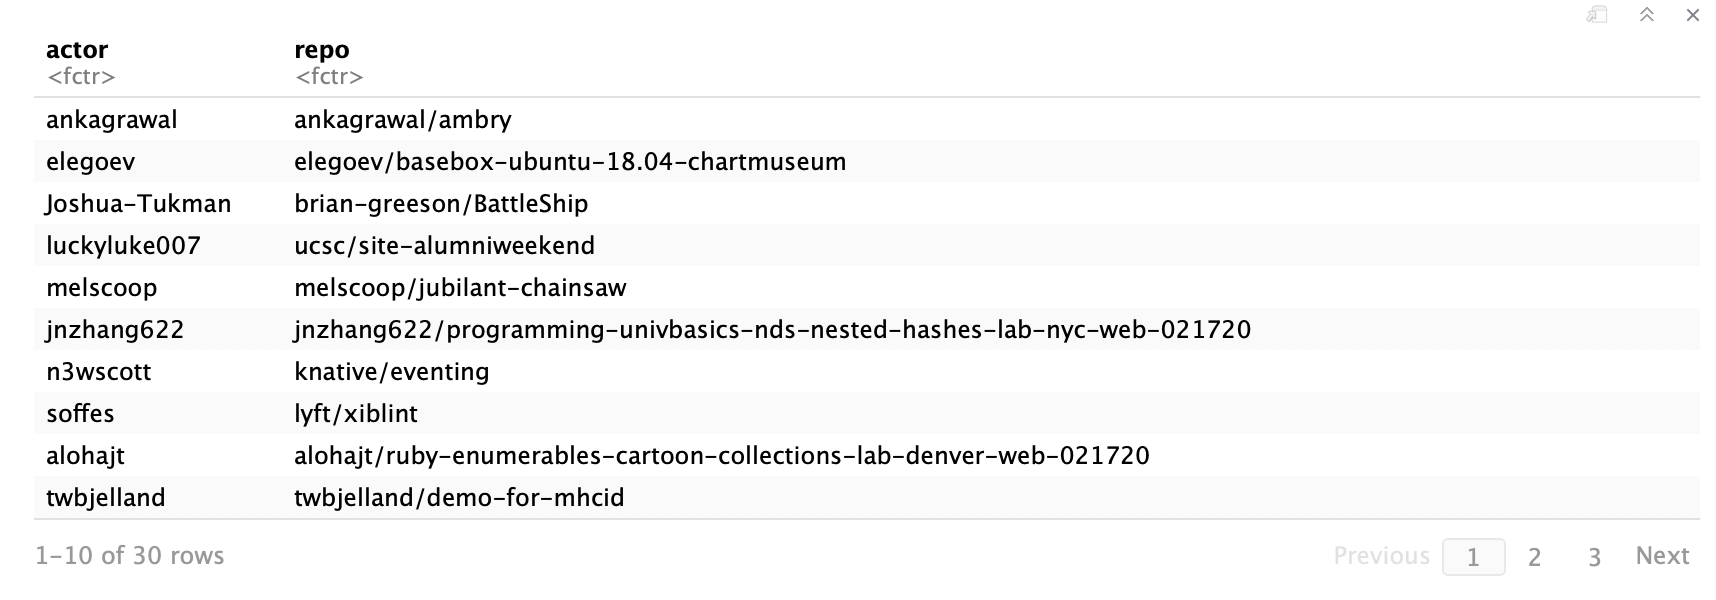 actor repo
<fctr> <fctr>
ankagrawal ankagrawal/ambry
elegoev elegoev/basebox-ubuntu-18.04-chartmuseum
Joshua-Tukman brian-greeson/BattleShip
luckyluke007 ucsc/site-alumniweekend
melscoop melscoop/jubilant-chainsaw
jnzhang622 jnzhang622/programming-univbasics-nds-nested-hashes-lab-nyc-web-021720
n3wscott knative/eventing
soffes lyft/xiblint
alohajt alohajt/ruby-enumerables-cartoon-collections-lab-denver-web-021720
twbjelland twbjelland/demo-for-mhcid
1-10 of 30 rows Previous 1 2 3 Next